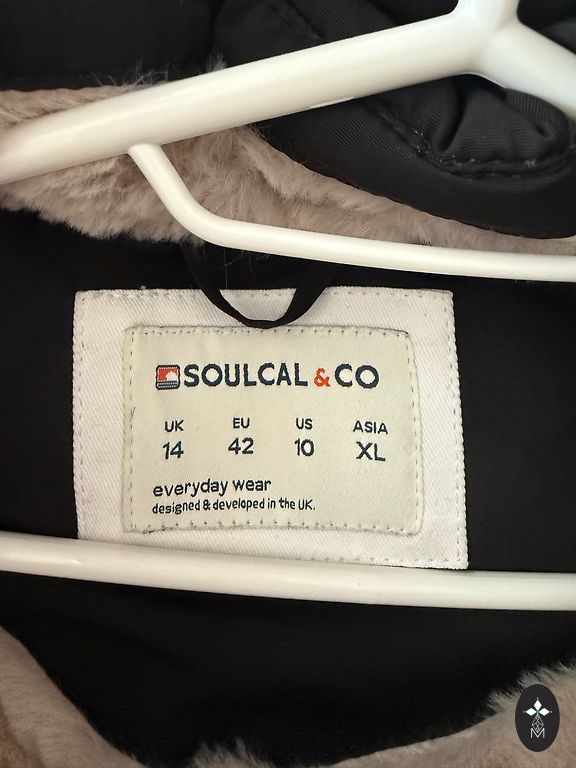 SOULCAL & CO
UK EU US ASIA
14 42 10 XL
everyday wear
designed & developed in the UK.
M